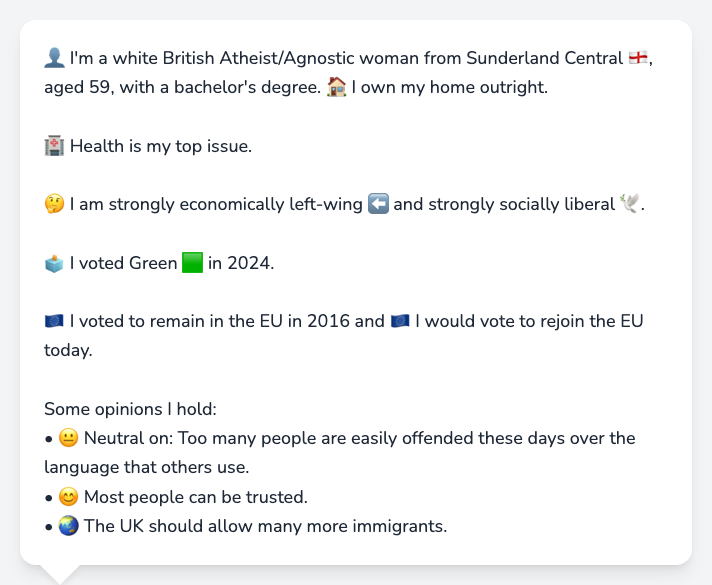 👤 I'm a white British Atheist/Agnostic woman from Sunderland Central 🏴󠁧󠁢󠁥󠁮󠁧󠁿,
aged 59, with a bachelor's degree. 🏠 I own my home outright.
🏥 Health is my top issue.
🤔 I am strongly economically left-wing ⬅️ and strongly socially liberal 🕊️.
🗳️ I voted Green 🟩 in 2024.
🇪🇺 I voted to remain in the EU in 2016 and 🇪🇺 I would vote to rejoin the EU
today.
Some opinions I hold:
• 😐 Neutral on: Too many people are easily offended these days over the
language that others use.
• 😊 Most people can be trusted.
• 🌏 The UK should allow many more immigrants.